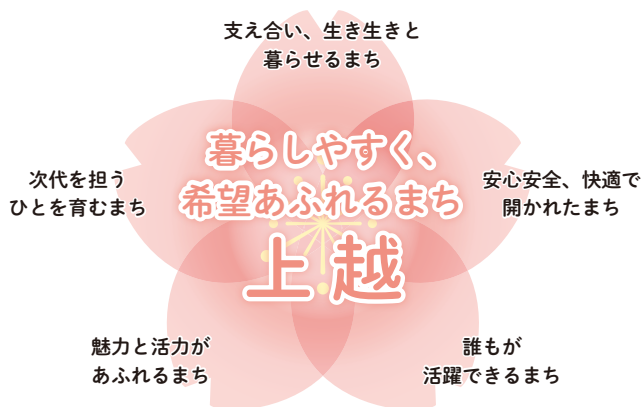 支え合い、生き生きと
暮らせるまち
暮らしやすく、
希望あふれるまち
上越
次代を担う
ひとを育むまち
安心安全、快適で
開かれたまち
魅力と活力が
あふれるまち
誰もが
活躍できるまち